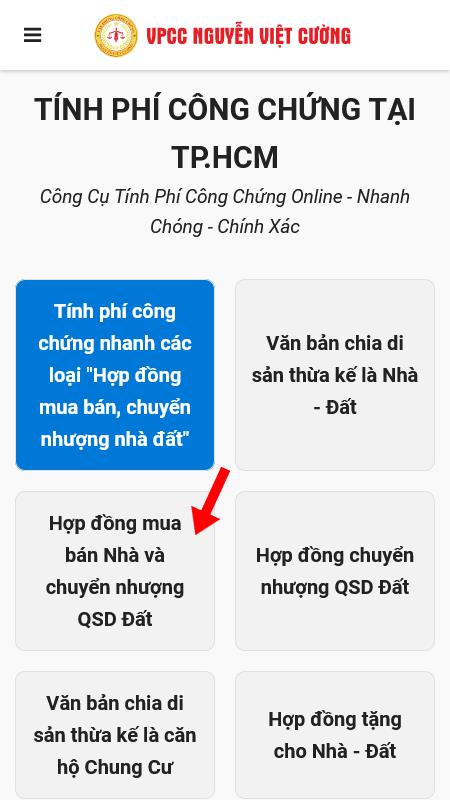 VPCC NGUYỄN VIỆT CƯỜNG
TÍNH PHÍ CÔNG CHỨNG TẠI
TP.HCM
Công Cụ Tính Phí Công Chứng Online - Nhanh
Chóng - Chính Xác
Tính phí công
chứng nhanh các
loại "Hợp đồng
mua bán, chuyển
nhượng nhà đất"
Văn bản chia di
sản thừa kế là Nhà
- Đất
Hợp đồng mua
bán Nhà và
chuyển nhượng
QSD Đất
Hợp đồng chuyển
nhượng QSD Đất
Văn bản chia di
sản thừa kế là căn
hộ Chung Cư
Hợp đồng tặng
cho Nhà - Đất